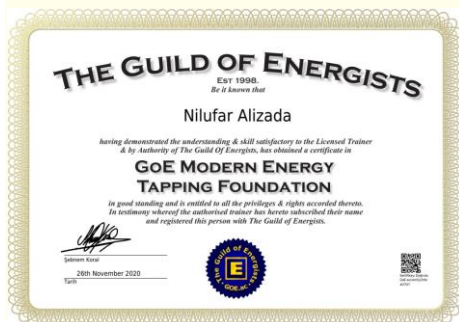 THE GUILD OF ENERGISTS
EST 1998.
Be it known that
Nilufar Alizada
having demonstrated the understanding & skill satisfactory to the Licensed Trainer
& by Authority of The Guild Of Energists, has obtained a certificate in
GOE MODERN ENERGY
TAPPING FOUNDATION
in good standing and is entitled to all the privileges & rights accorded thereto.
In testimony whereof the authorised trainer has hereto subscribed their name
and registered this person with The Guild of Energists.
Şebnem Koral
26th November 2020
Tarih
The Guild of Energists
E
GOE.ac